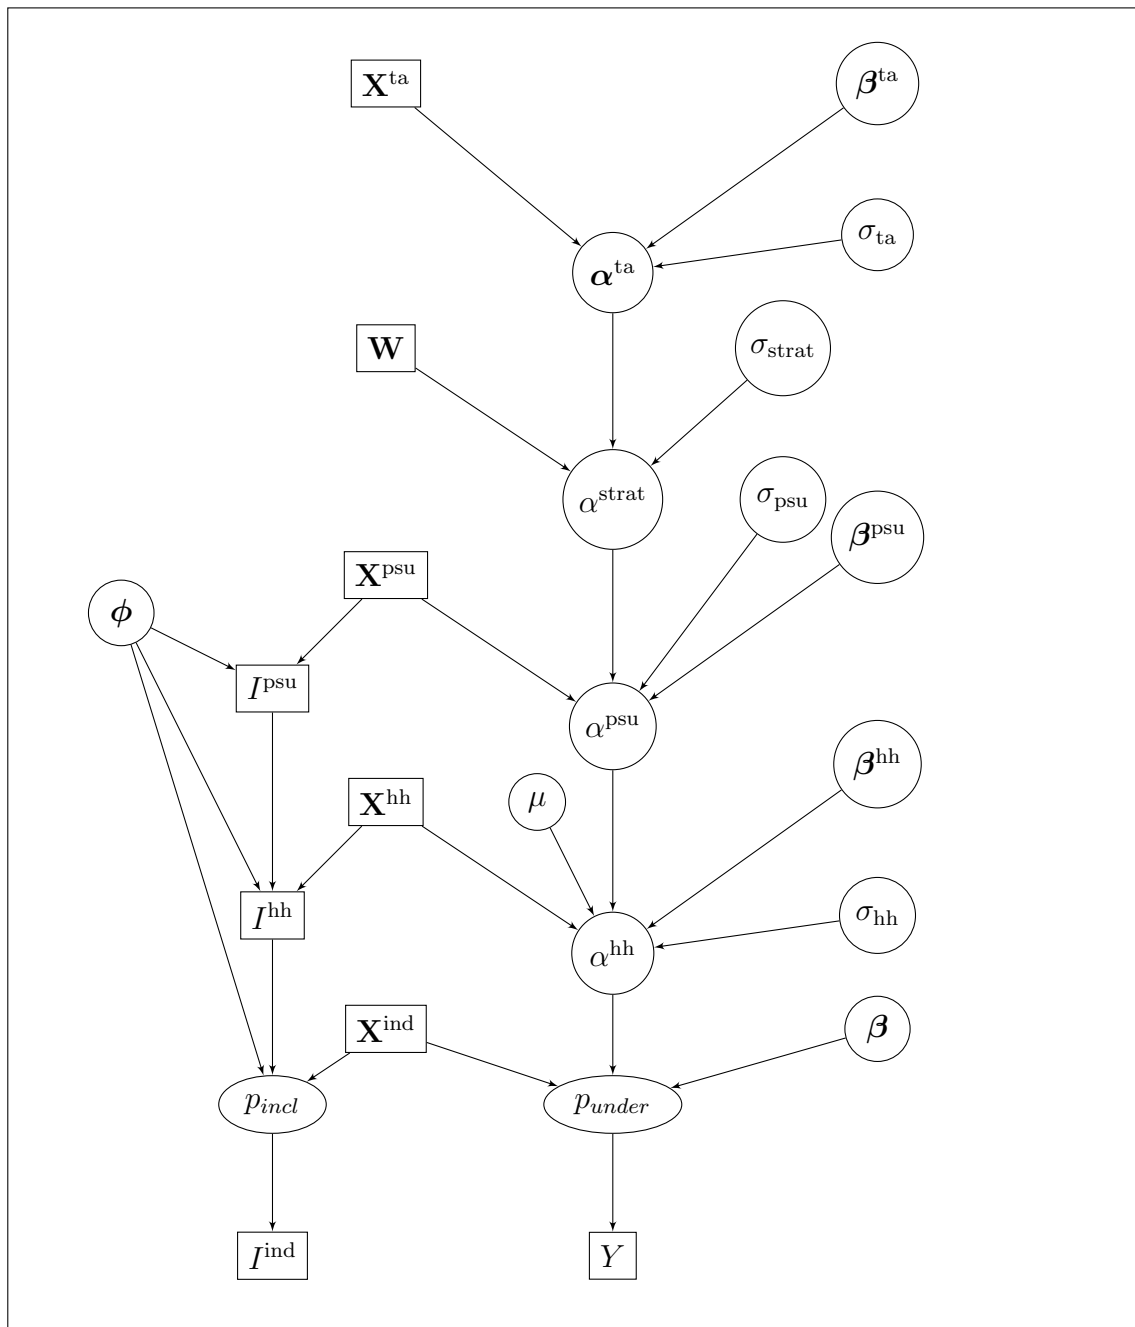 𝐗^ta
𝜷^ta
σ_ta
𝜶^ta
𝐖
σ_strat
α^strat
σ_psu
𝜷^psu
𝐗^psu
ϕ
I^psu
α^psu
𝜷^hh
𝐗^hh
μ
I^hh
σ_hh
α^hh
𝐗^ind
𝜷
p_incl
p_under
I^ind
Y